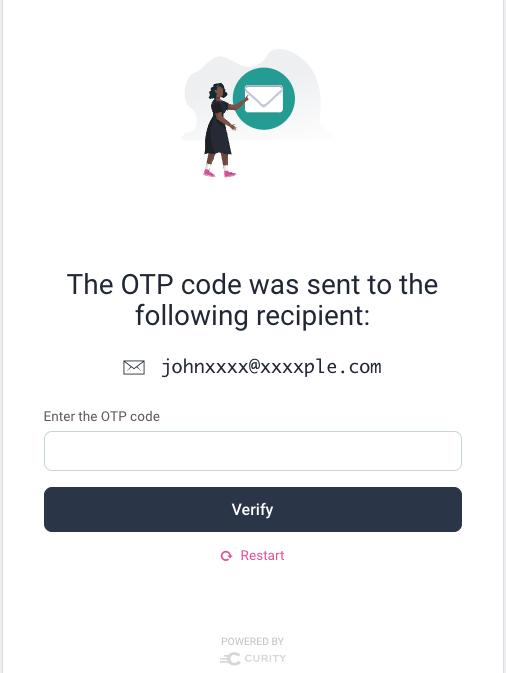 The OTP code was sent to the
following recipient:
johnxxxx@xxxxple.com
Enter the OTP code
Verify
Restart
POWERED BY
CURITY